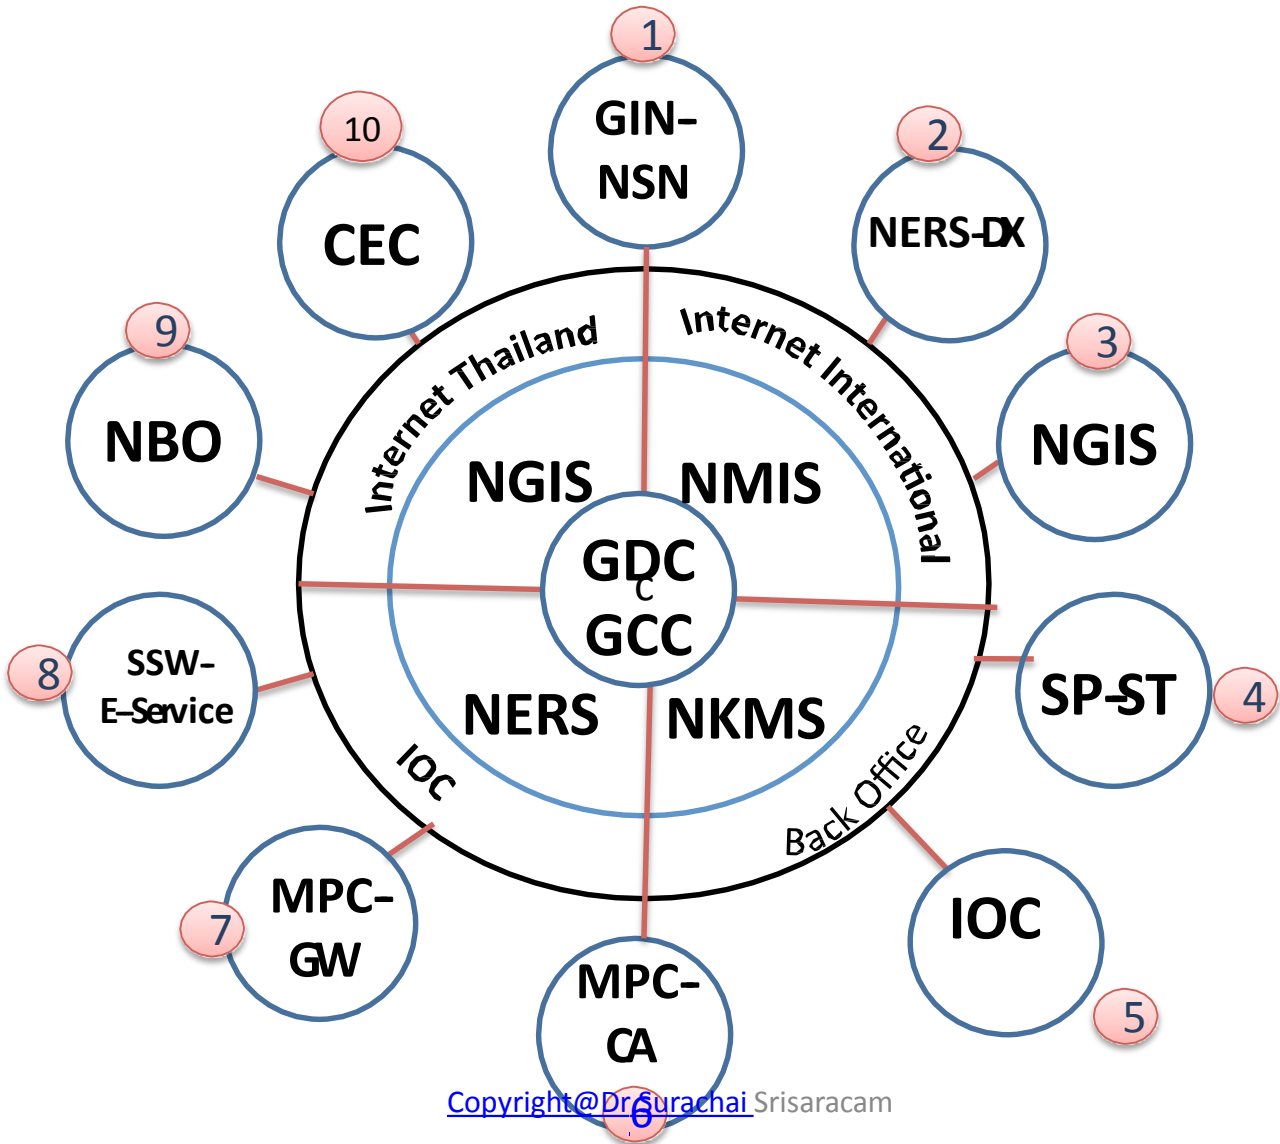 1
GIN-
NSN
2
NERS-DX
3
NGIS
SP-ST
4
IOC
5
MPC-
CA
6
MPC-
GW
7
SSW-
E-Service
8
NBO
9
CEC
10
Internet Thailand
Internet International
NGIS
NMIS
GDC
C
GCC
NERS
NKMS
IOC
Back Office
Copyright@Dr.Surachai Srisaracam